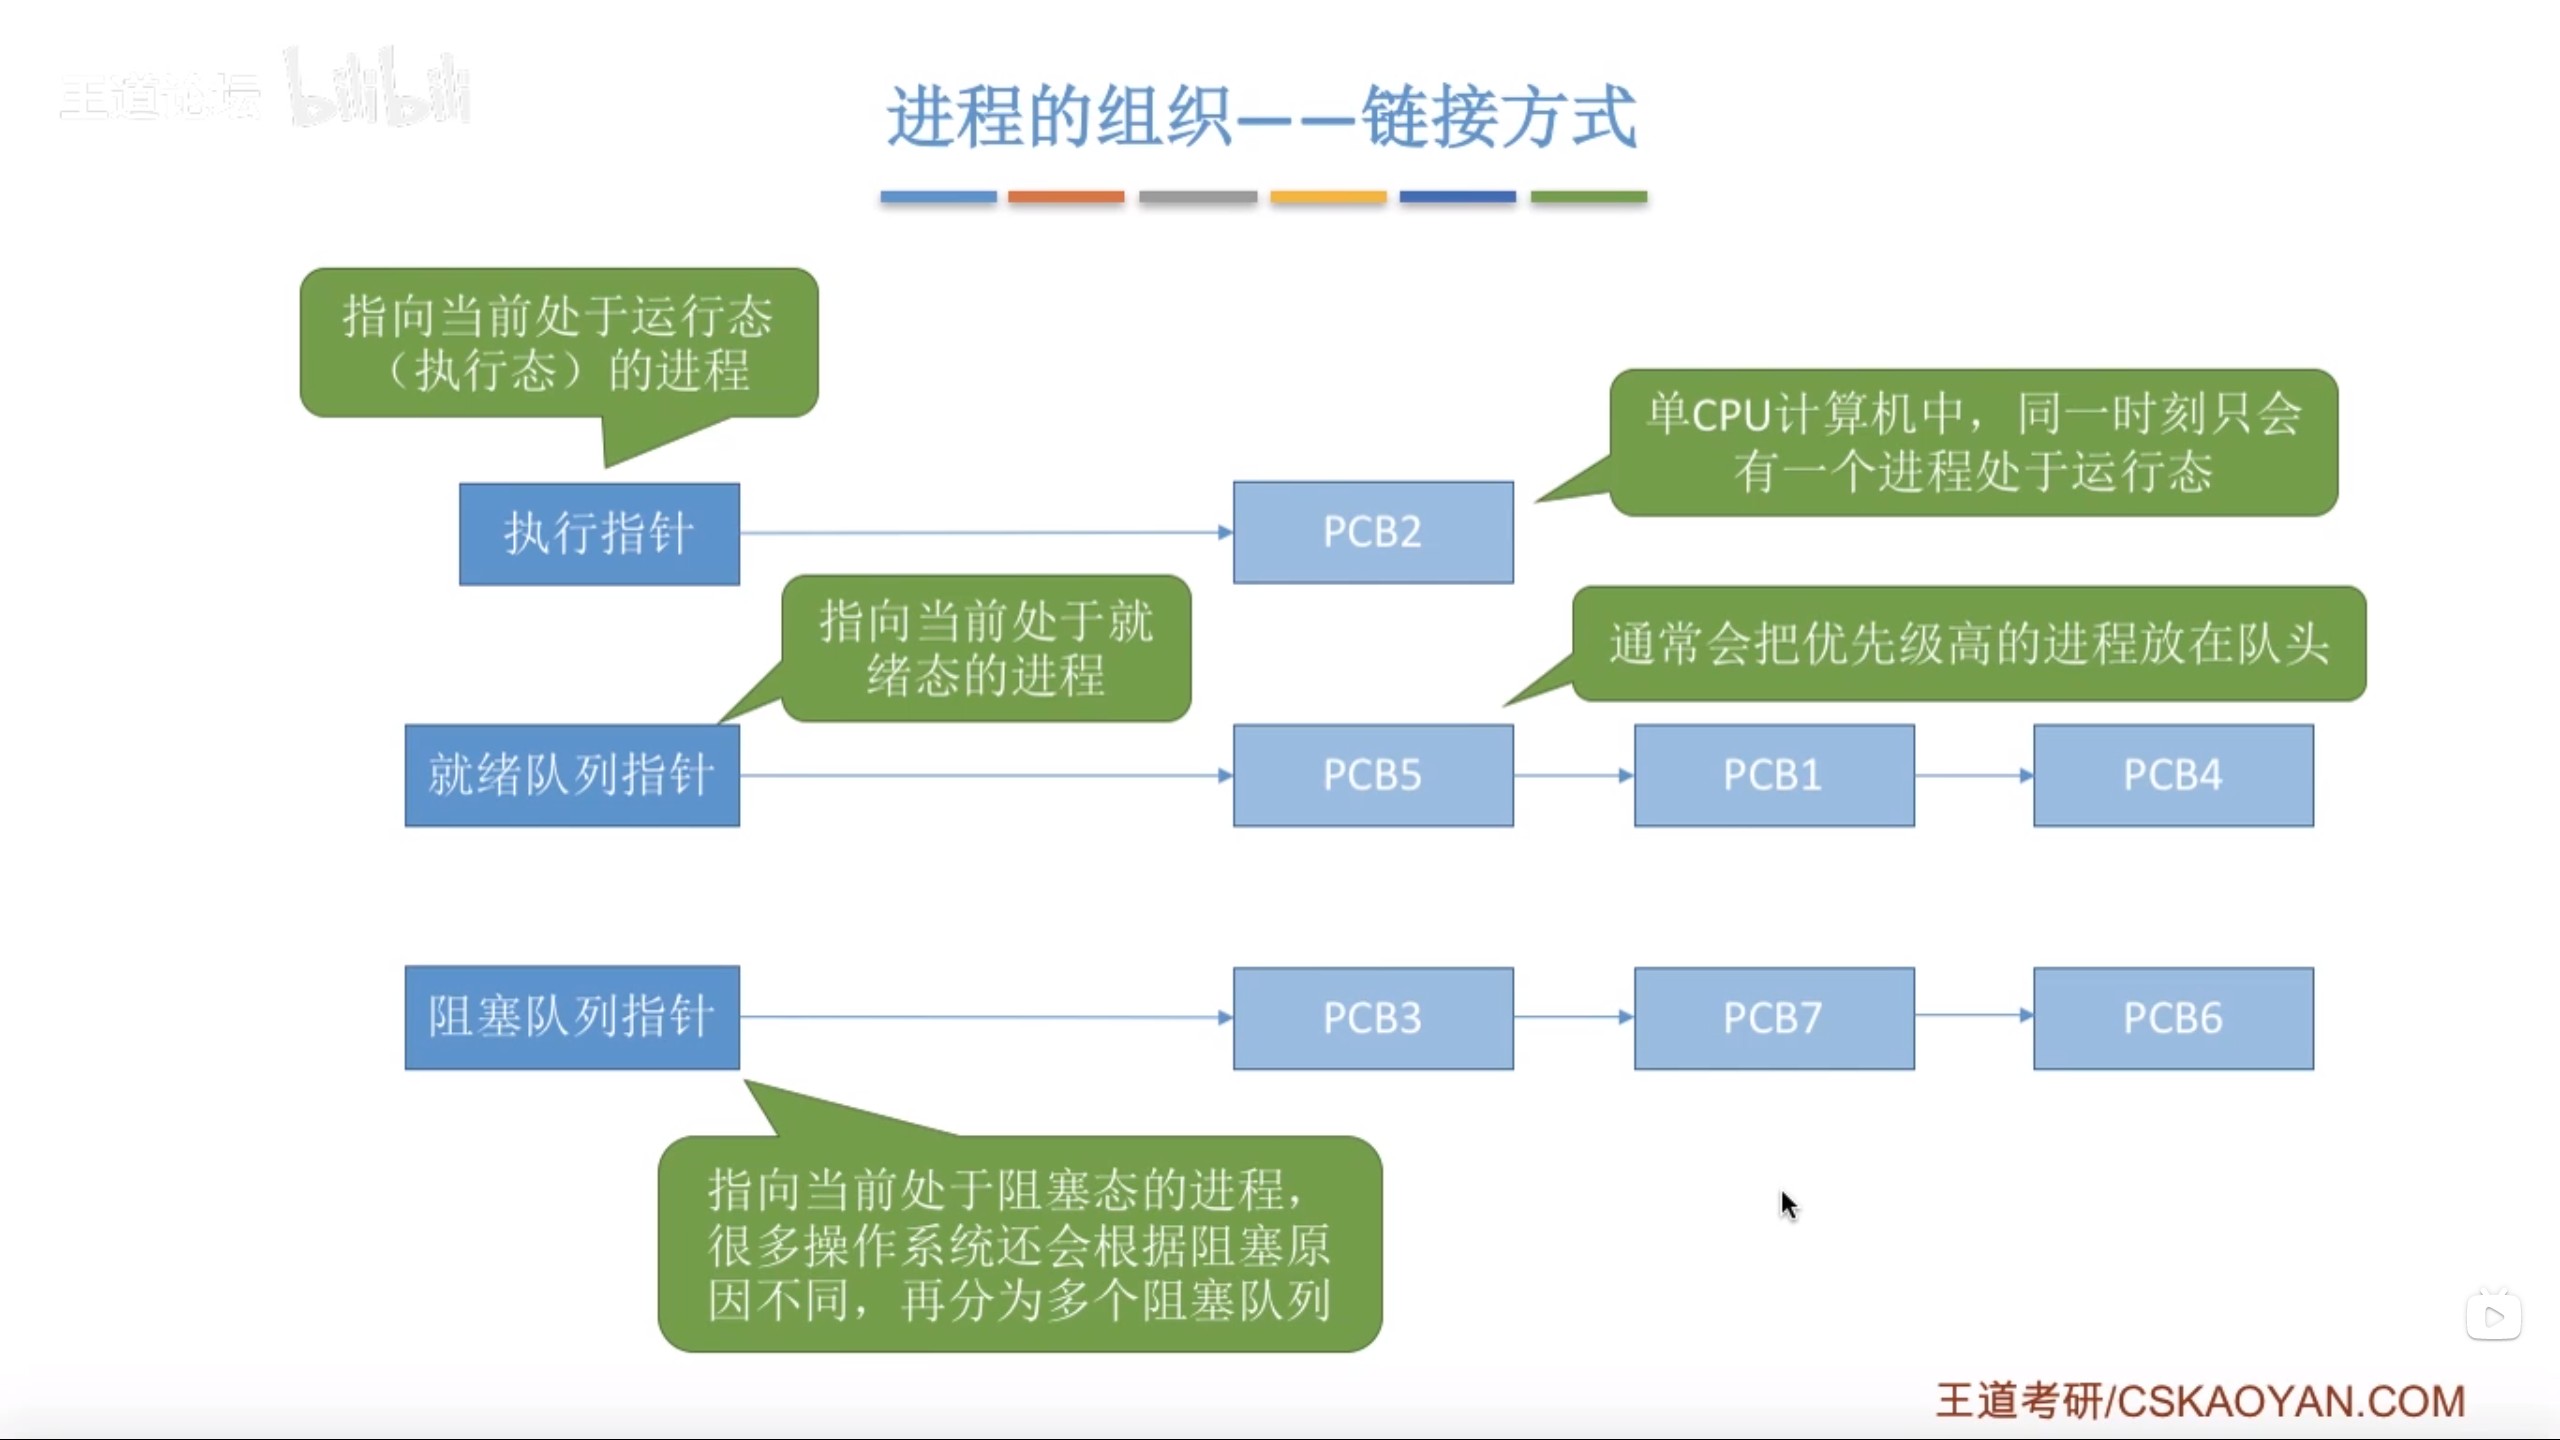 王道论坛 bilibili
进程的组织——链接方式
指向当前处于运行态
（执行态）的进程
单CPU计算机中，同一时刻只会
有一个进程处于运行态
执行指针
PCB2
指向当前处于就
绪态的进程
通常会把优先级高的进程放在队头
就绪队列指针
PCB5
PCB1
PCB4
阻塞队列指针
PCB3
PCB7
PCB6
指向当前处于阻塞态的进程，
很多操作系统还会根据阻塞原
因不同，再分为多个阻塞队列
王道考研/CSKAOYAN.COM